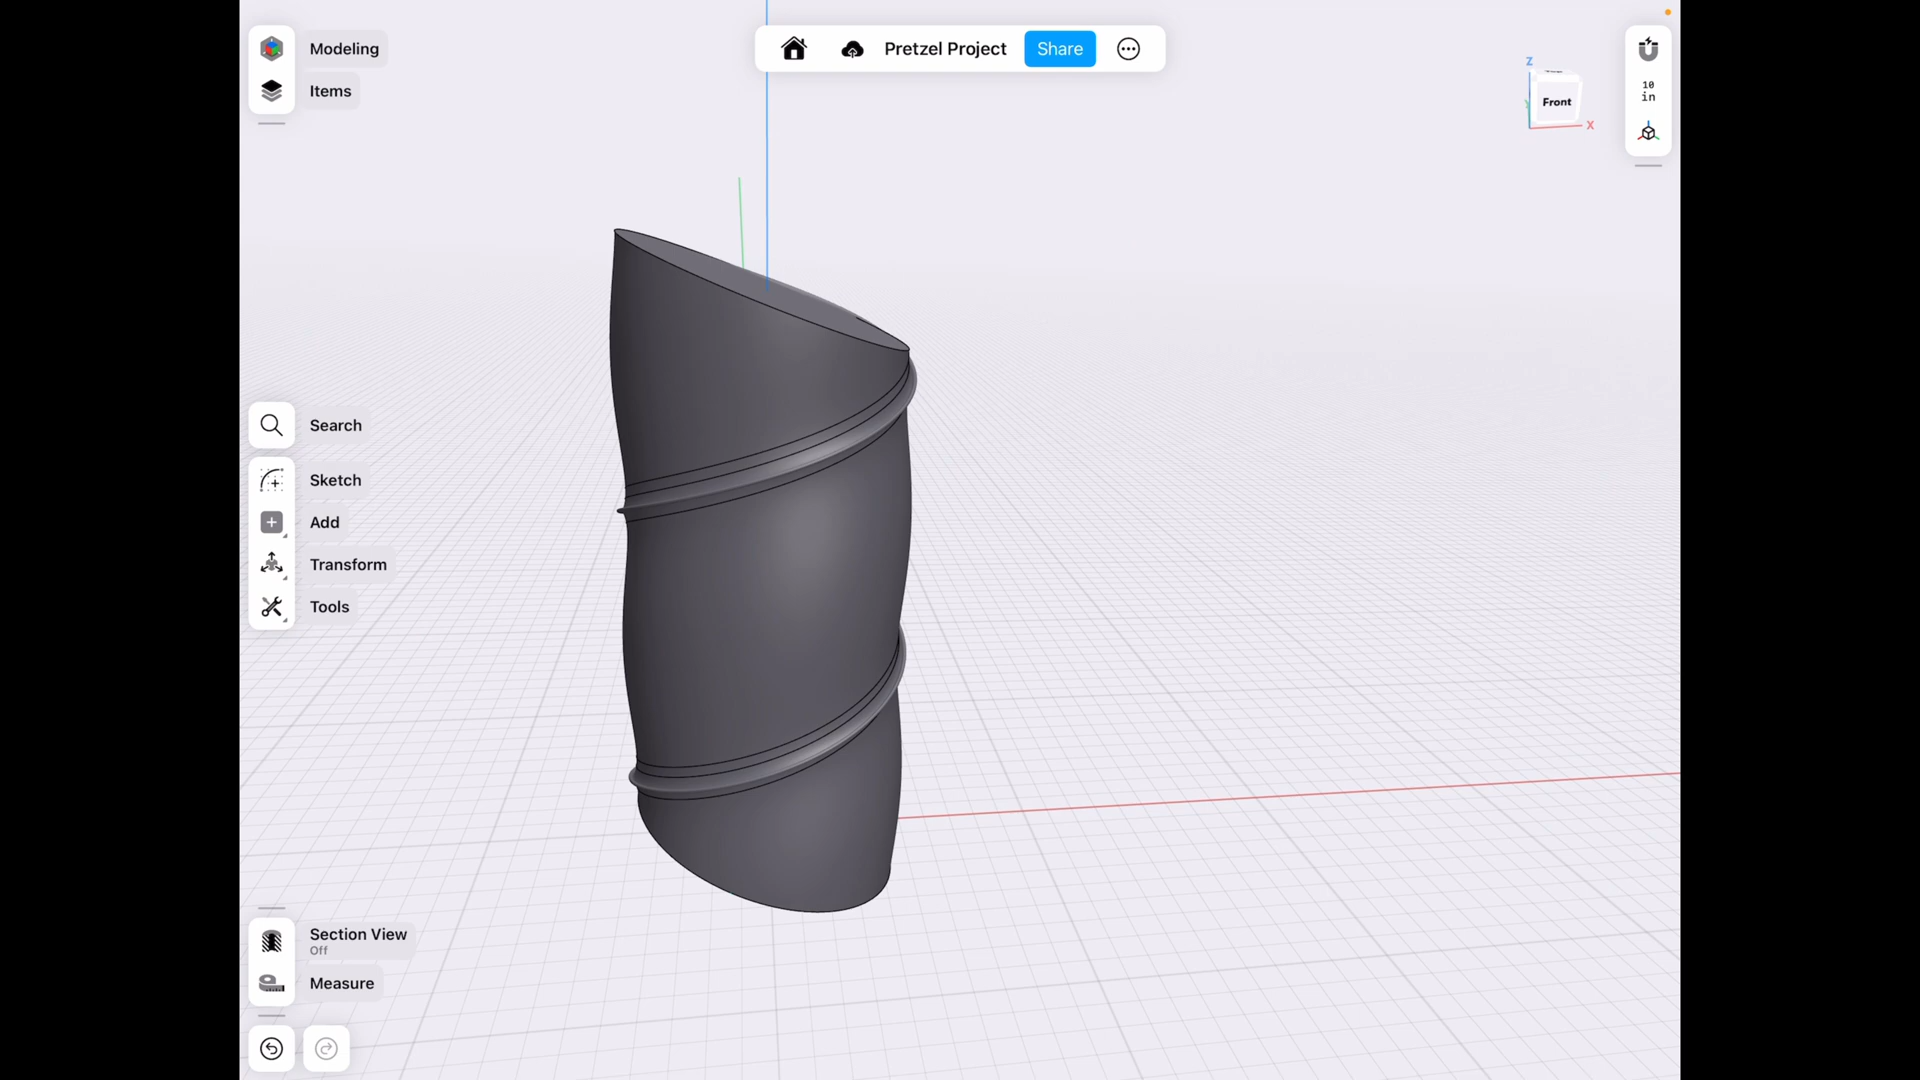 Modeling
Items
Pretzel Project
Share
Z
Front
X
10
in
Search
Sketch
Add
Transform
Tools
Section View
Off
Measure